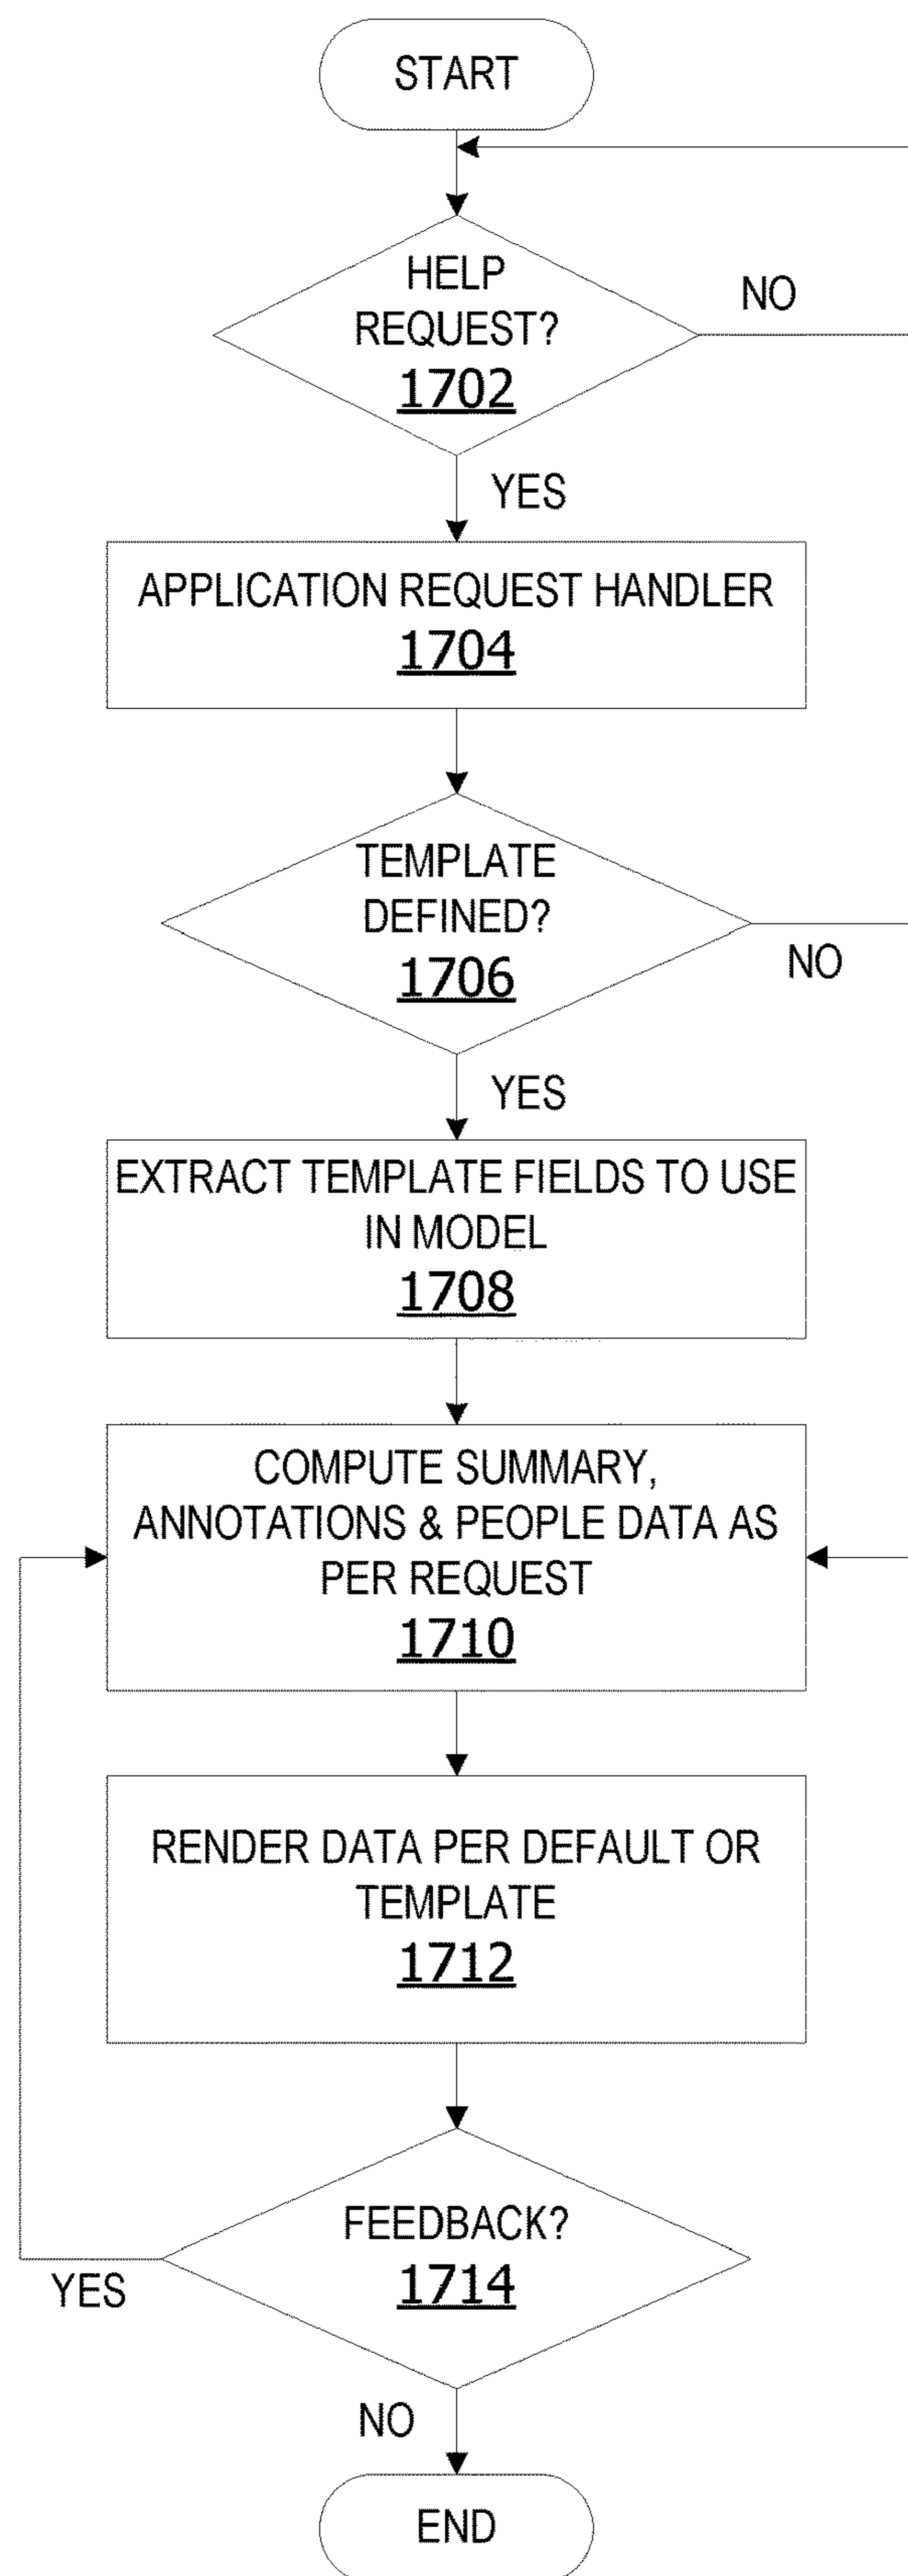 START
HELP
REQUEST?
1702
NO
YES
APPLICATION REQUEST HANDLER
1704
TEMPLATE
DEFINED?
1706
NO
YES
EXTRACT TEMPLATE FIELDS TO USE
IN MODEL
1708
COMPUTE SUMMARY,
ANNOTATIONS & PEOPLE DATA AS
PER REQUEST
1710
RENDER DATA PER DEFAULT OR
TEMPLATE
1712
FEEDBACK?
1714
YES
NO
END